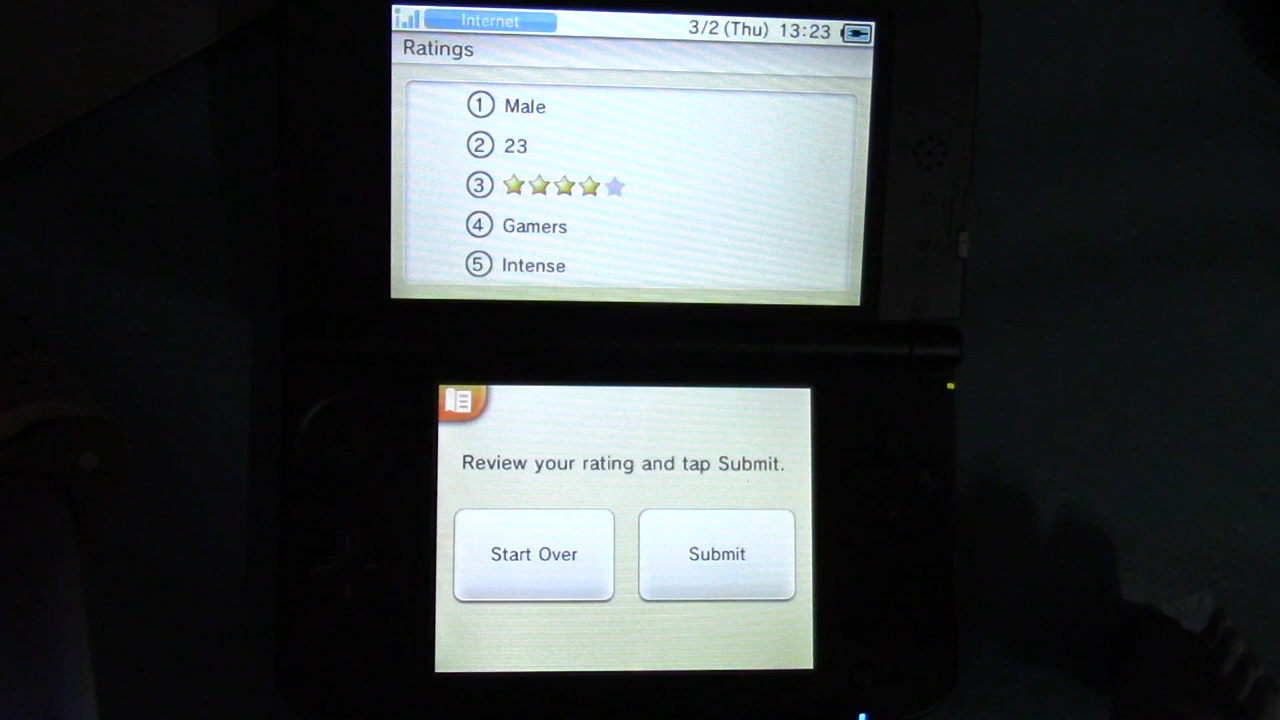 Internet
3/2 (Thu) 13:23
Ratings
1 Male
2 23
3
4 Gamers
5 Intense
Review your rating and tap Submit.
Start Over
Submit